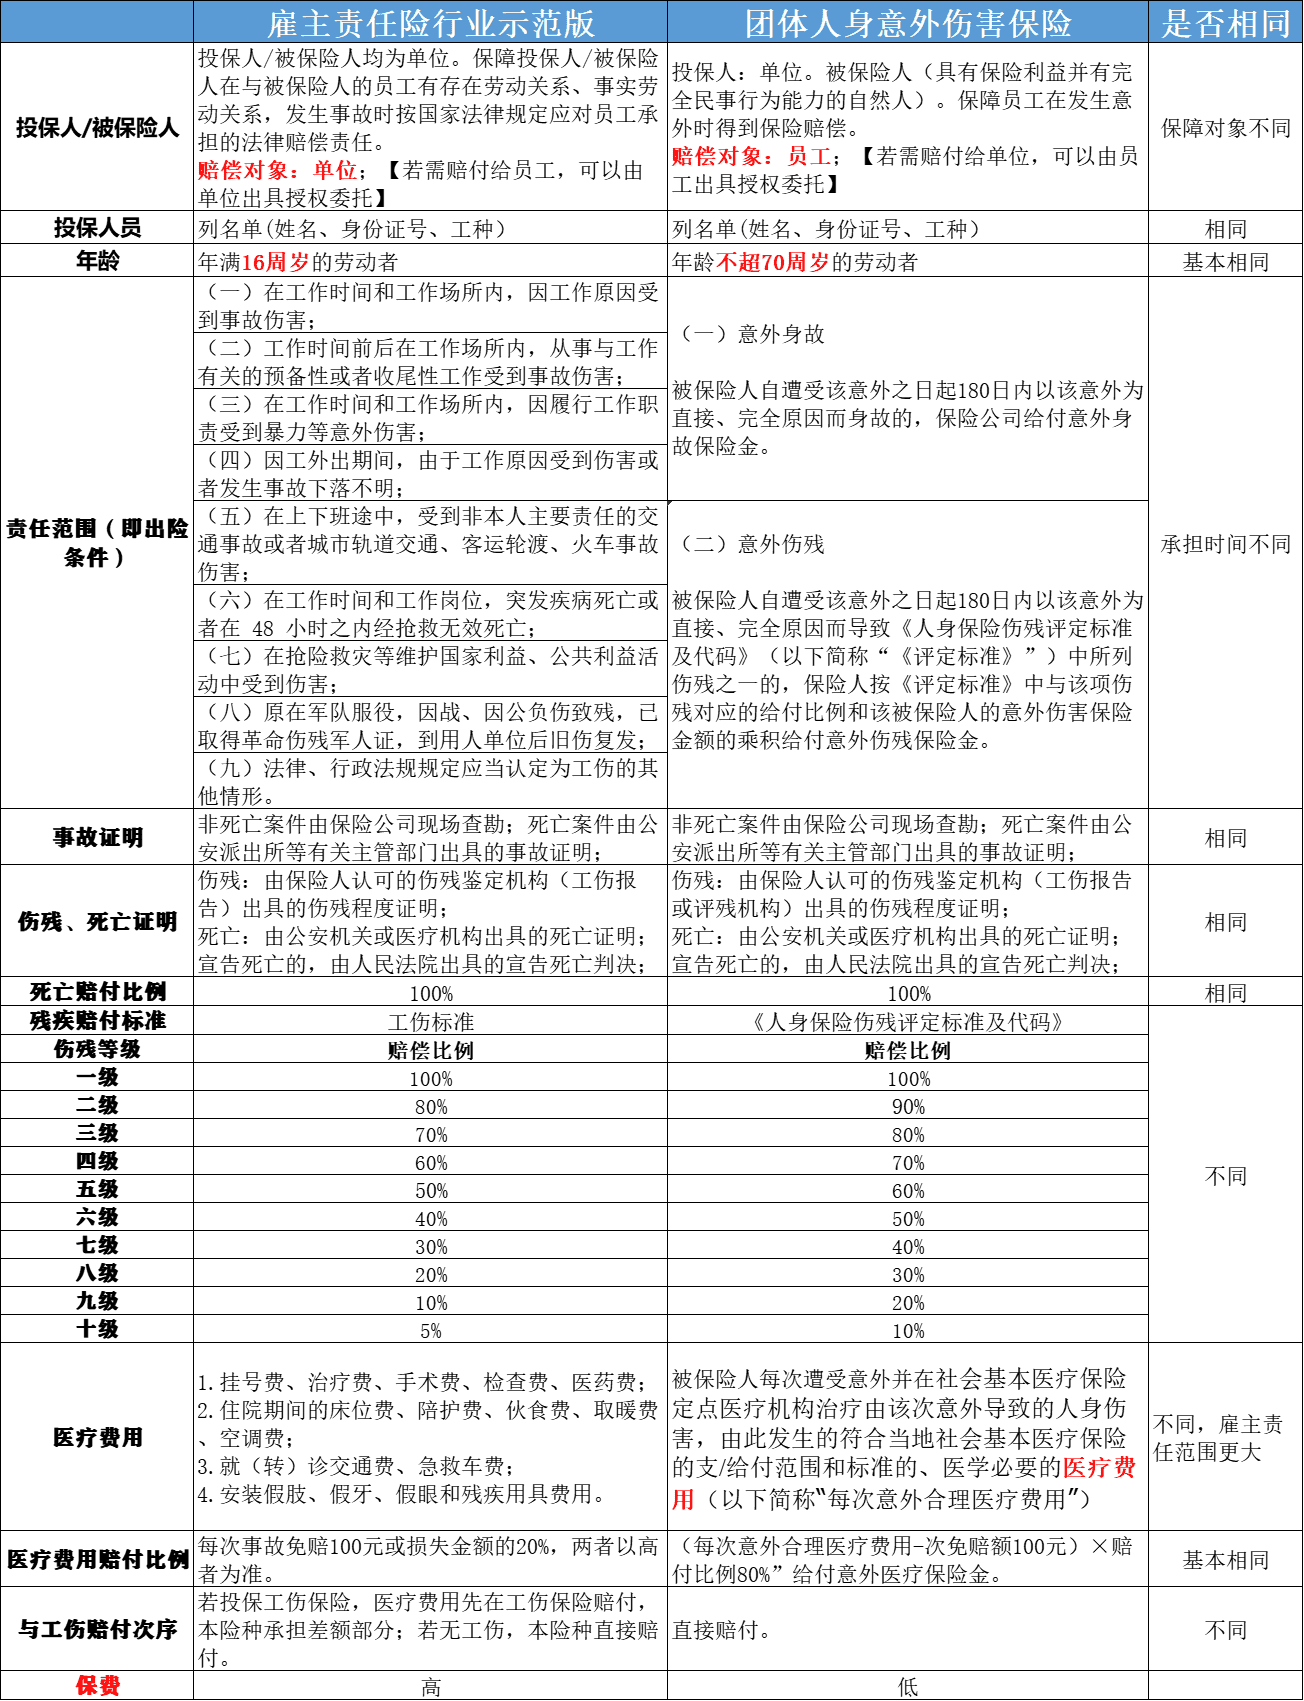 雇主责任险行业示范版
团体人身意外伤害保险
是否相同
投保人/被保险人
投保人/被保险人均为单位。保障投保人/被保险
人在与被保险人的员工有存在劳动关系、事实劳
动关系，发生事故时按国家法律规定应对员工承
担的法律赔偿责任。
赔偿对象：单位；【若需赔付给员工，可以由
单位出具授权委托】
投保人：单位。被保险人（具有保险利益并有完
全民事行为能力的自然人）。保障员工在发生意
外时得到保险赔偿。
赔偿对象：员工；【若需赔付给单位，可以由员
工出具授权委托】
保障对象不同
投保人员
列名单(姓名、身份证号、工种）
列名单(姓名、身份证号、工种）
相同
年龄
年满16周岁的劳动者
年龄不超70周岁的劳动者
基本相同
责任范围（即出险
条件）
（一）在工作时间和工作场所内，因工作原因受
到事故伤害；
（二）工作时间前后在工作场所内，从事与工作
有关的预备性或者收尾性工作受到事故伤害；
（三）在工作时间和工作场所内，因履行工作职
责受到暴力等意外伤害；
（四）因工外出期间，由于工作原因受到伤害或
者发生事故下落不明；
（五）在上下班途中，受到非本人主要责任的交
通事故或者城市轨道交通、客运轮渡、火车事故
伤害；
（六）在工作时间和工作岗位，突发疾病死亡或
者在 48 小时之内经抢救无效死亡；
（七）在抢险救灾等维护国家利益、公共利益活
动中受到伤害；
（八）原在军队服役，因战、因公负伤致残，已
取得革命伤残军人证，到用人单位后旧伤复发；
（九）法律、行政法规规定应当认定为工伤的其
他情形。
（一）意外身故
被保险人自遭受该意外之日起180日内以该意外为
直接、完全原因而身故的，保险公司给付意外身
故保险金。
（二）意外伤残
被保险人自遭受该意外之日起180日内以该意外为
直接、完全原因而导致《人身保险伤残评定标准
及代码》（以下简称“《评定标准》”）中所列
伤残之一的，保险人按《评定标准》中与该项伤
残对应的给付比例和该被保险人的意外伤害保险
金额的乘积给付意外伤残保险金。
承担时间不同
事故证明
非死亡案件由保险公司现场查勘；死亡案件由公
安派出所等有关主管部门出具的事故证明；
非死亡案件由保险公司现场查勘；死亡案件由公
安派出所等有关主管部门出具的事故证明；
相同
伤残、死亡证明
伤残：由保险人认可的伤残鉴定机构（工伤报
告）出具的伤残程度证明；
死亡：由公安机关或医疗机构出具的死亡证明；
宣告死亡的，由人民法院出具的宣告死亡判决；
伤残：由保险人认可的伤残鉴定机构（工伤报告
或评残机构）出具的伤残程度证明；
死亡：由公安机关或医疗机构出具的死亡证明；
宣告死亡的，由人民法院出具的宣告死亡判决；
相同
死亡赔付比例
100%
100%
相同
残疾赔付标准
工伤标准
《人身保险伤残评定标准及代码》
不同
伤残等级
赔偿比例
赔偿比例
一级
100%
100%
二级
80%
90%
三级
70%
80%
四级
60%
70%
五级
50%
60%
六级
40%
50%
七级
30%
40%
八级
20%
30%
九级
10%
20%
十级
5%
10%
医疗费用
1.挂号费、治疗费、手术费、检查费、医药费；
2.住院期间的床位费、陪护费、伙食费、取暖费
、空调费；
3.就（转）诊交通费、急救车费；
4.安装假肢、假牙、假眼和残疾用具费用。
被保险人每次遭受意外并在社会基本医疗保险
定点医疗机构治疗由该次意外导致的人身伤
害，由此发生的符合当地社会基本医疗保险
的支/给付范围和标准的、医学必要的医疗费
用（以下简称“每次意外合理医疗费用”）
不同，雇主责
任范围更大
医疗费用赔付比例
每次事故免赔100元或损失金额的20%，两者以高
者为准。
（每次意外合理医疗费用-次免赔额100元）×赔
付比例80%”给付意外医疗保险金。
基本相同
与工伤赔付次序
若投保工伤保险，医疗费用先在工伤保险赔付，
本险种承担差额部分；若无工伤，本险种直接赔
付。
直接赔付。
不同
保费
高
低